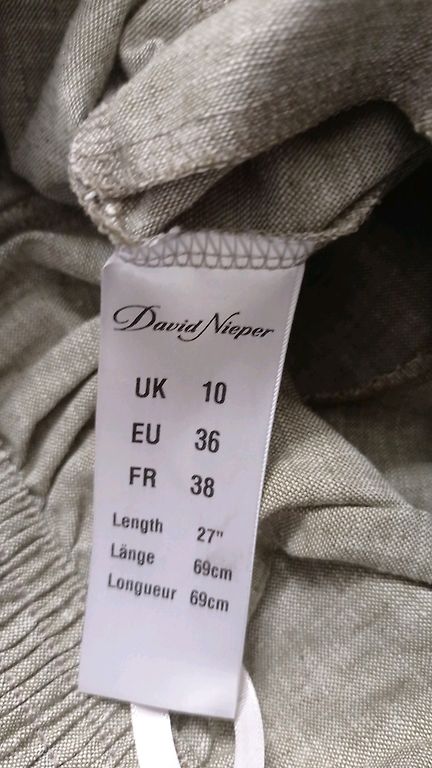 David Nieper
UK 10
EU 36
FR 38
Length 27"
Länge 69cm
Longueur 69cm